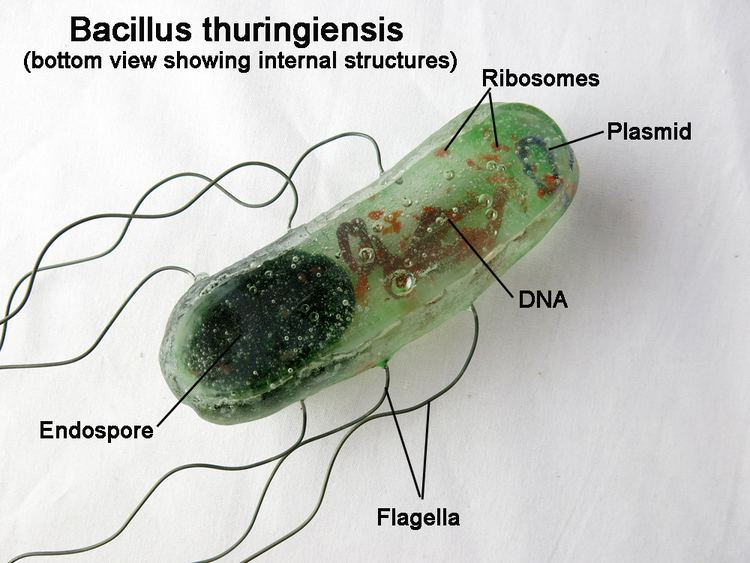 Bacillus thuringiensis
(bottom view showing internal structures)
Ribosomes
Plasmid
DNA
Endospore
Flagella